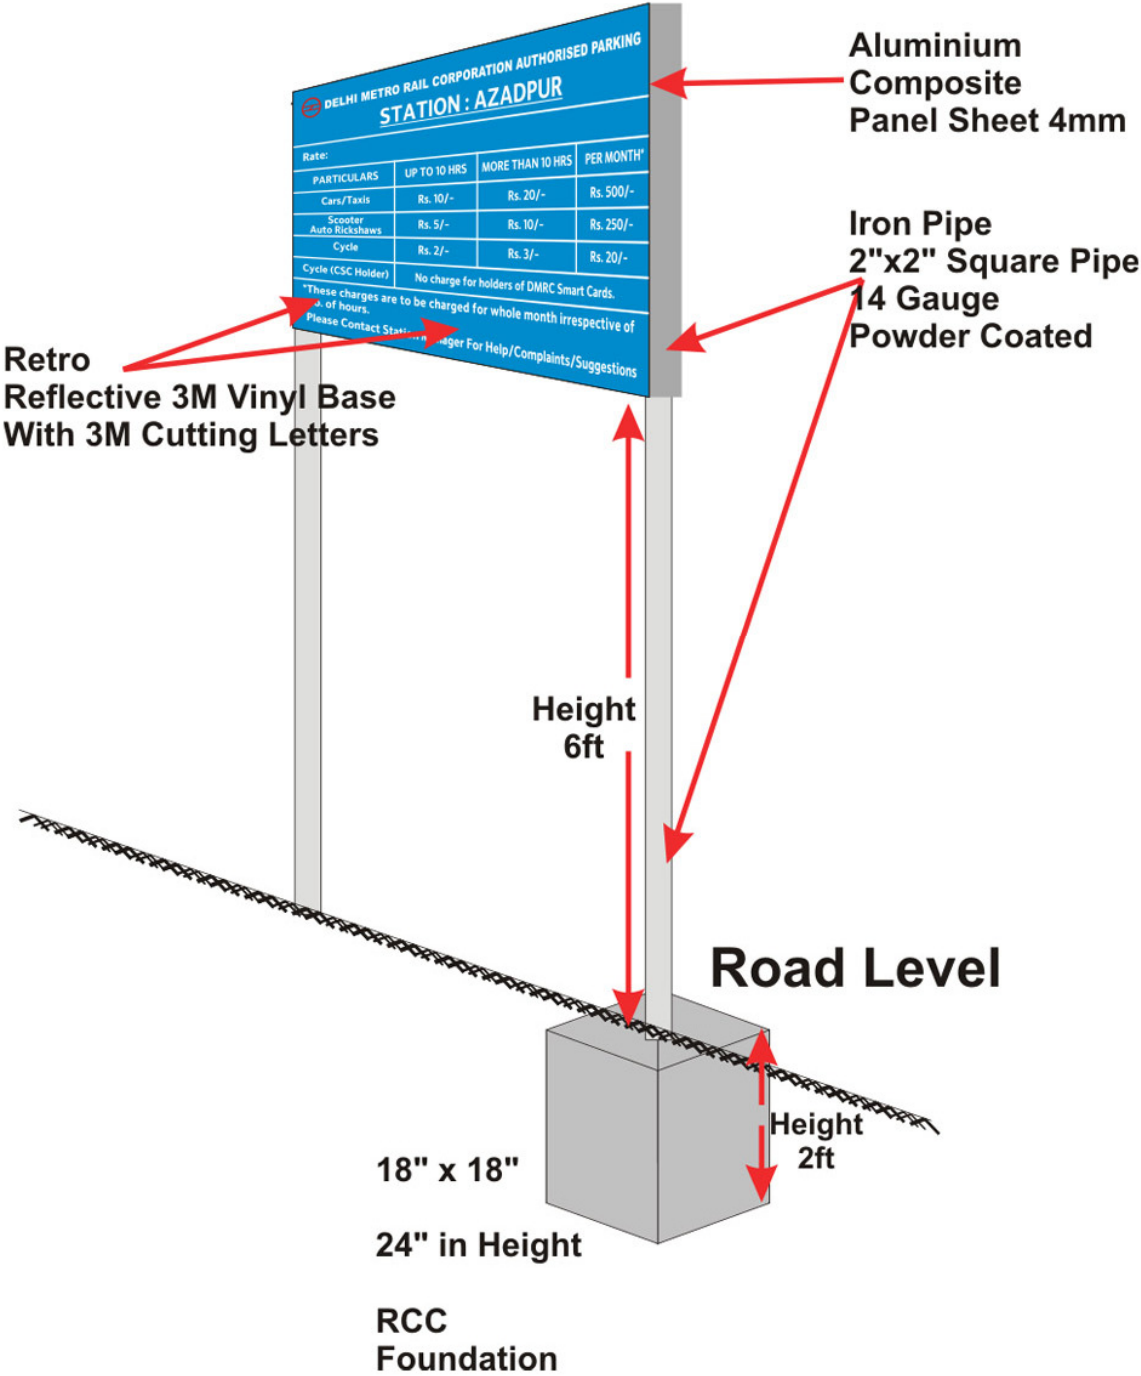 DELHI METRO RAIL CORPORATION AUTHORISED PARKING
STATION : AZADPUR
Rate:
PARTICULARS UP TO 10 HRS MORE THAN 10 HRS PER MONTH*
Cars/Taxis Rs. 10/- Rs. 20/- Rs. 500/-
Scooter
Auto Rickshaws Rs. 5/- Rs. 10/- Rs. 250/-
Cycle Rs. 2/- Rs. 3/- Rs. 20/-
Cycle (CSC Holder) No charge for holders of DMRC Smart Cards.
*These charges are to be charged for whole month irrespective of
of hours.
Please Contact For Help/Complaints/Suggestions
Aluminium
Composite
Panel Sheet 4mm
Iron Pipe
2"x2" Square Pipe
14 Gauge
Powder Coated
Retro
Reflective 3M Vinyl Base
With 3M Cutting Letters
Height
6ft
Road Level
Height
2ft
18" x 18"
24" in Height
RCC
Foundation